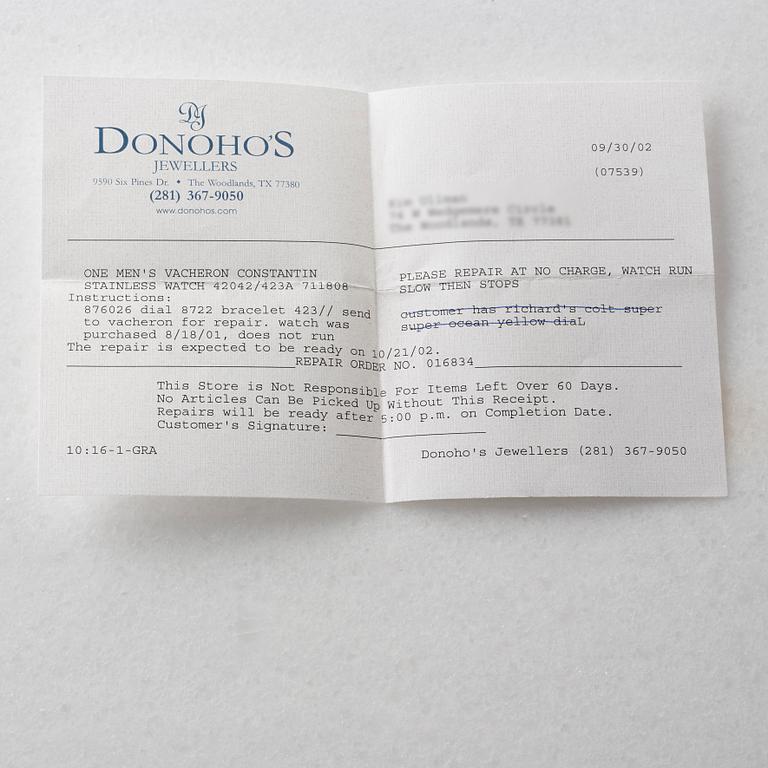 DJ
DONOHO'S
JEWELLERS
9590 Six Pines Dr. • The Woodlands, TX 77380
(281) 367-9050
www.donohos.com
09/30/02
(07539)
ONE MEN'S VACHERON CONSTANTIN
STAINLESS WATCH 42042/423A 711808
Instructions:
876026 dial 8722 bracelet 423// send
to vacheron for repair. watch was
purchased 8/18/01, does not run
PLEASE REPAIR AT NO CHARGE, WATCH RUN
SLOW THEN STOPS
customer has richard's colt super
super ocean yellow diaL
The repair is expected to be ready on 10/21/02.
REPAIR ORDER NO. 016834
This Store is Not Responsible For Items Left Over 60 Days.
No Articles Can Be Picked Up Without This Receipt.
Repairs will be ready after 5:00 p.m. on Completion Date.
Customer's Signature:
10:16-1-GRA
Donoho's Jewellers (281) 367-9050